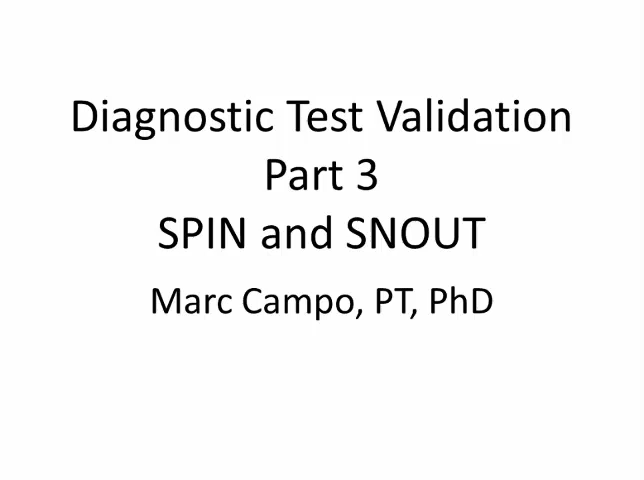 Diagnostic Test Validation
Part 3
SPIN and SNOUT
Marc Campo, PT, PhD